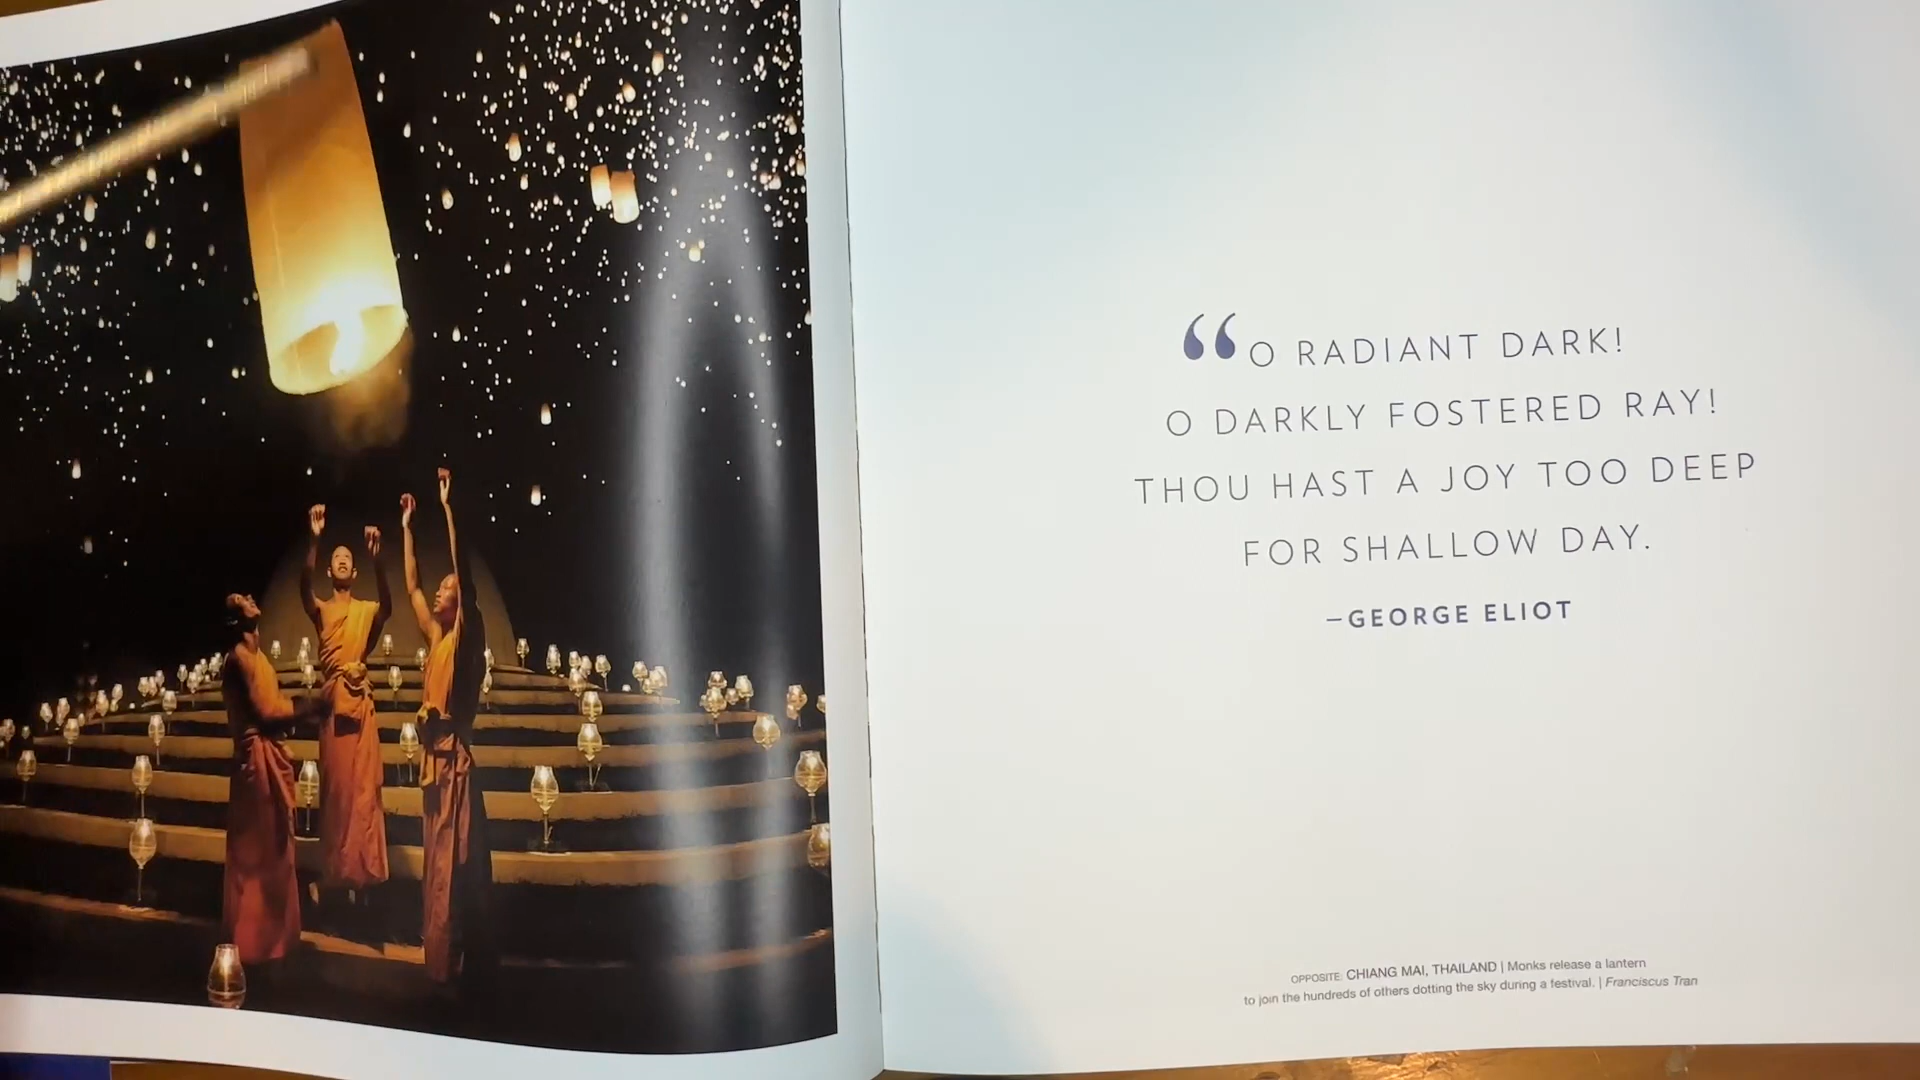 “O RADIANT DARK!
O DARKLY FOSTERED RAY!
THOU HAST A JOY TOO DEEP
FOR SHALLOW DAY.
–GEORGE ELIOT
OPPOSITE: CHIANG MAI, THAILAND | Monks release a lantern
to join the hundreds of others dotting the sky during a festival. | Franciscus Tran